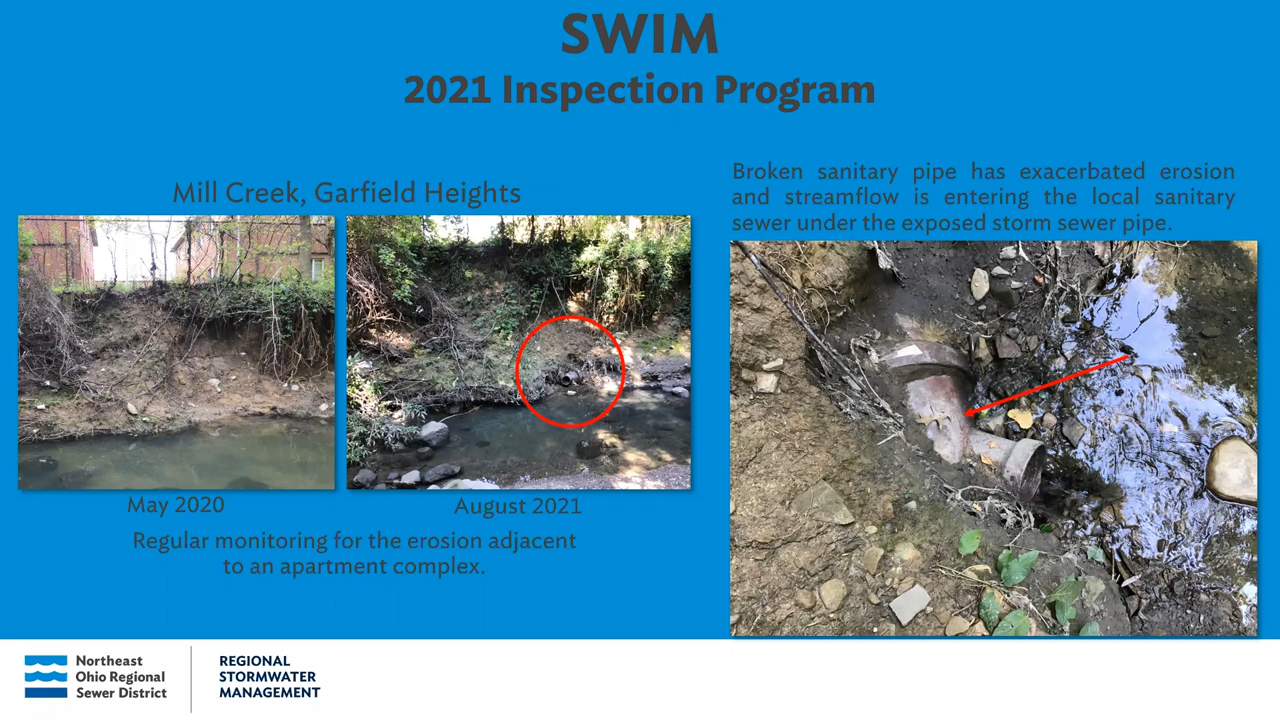 SWIM
2021 Inspection Program
Mill Creek, Garfield Heights
May 2020
August 2021
Regular monitoring for the erosion adjacent
to an apartment complex.
Broken sanitary pipe has exacerbated erosion
and streamflow is entering the local sanitary
sewer under the exposed storm sewer pipe.
Northeast
Ohio Regional
Sewer District
REGIONAL
STORMWATER
MANAGEMENT